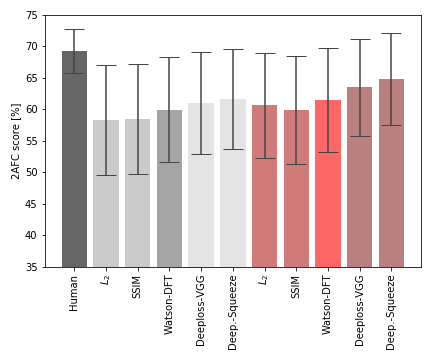 75
70
65
60
55
50
45
40
35
2AFC score [%]
Human
L₂
SSIM
Watson-DFT
Deeploss-VGG
Deep.-Squeeze
L₂
SSIM
Watson-DFT
Deeploss-VGG
Deep.-Squeeze